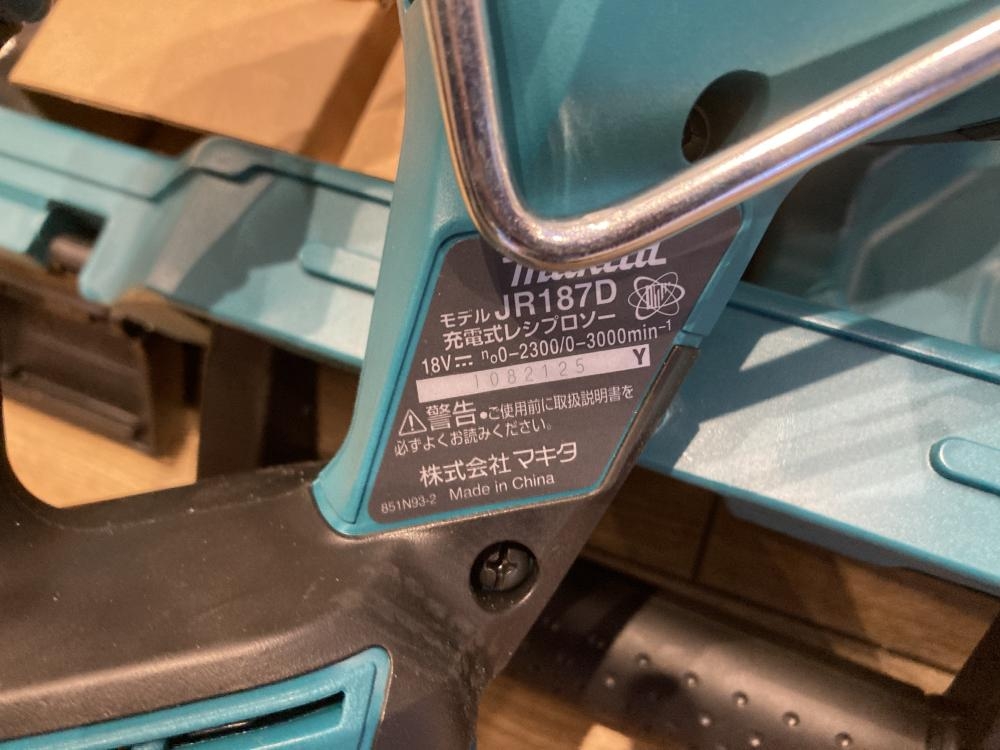 makita
モデル JR187D
充電式レシプロソー
18V⎓ n₀0-2300/0-3000min⁻¹
1082125 Y
⚠警告 •ご使用前に取扱説明書を
必ずよくお読みください。
株式会社 マキタ
851N93-2 Made in China